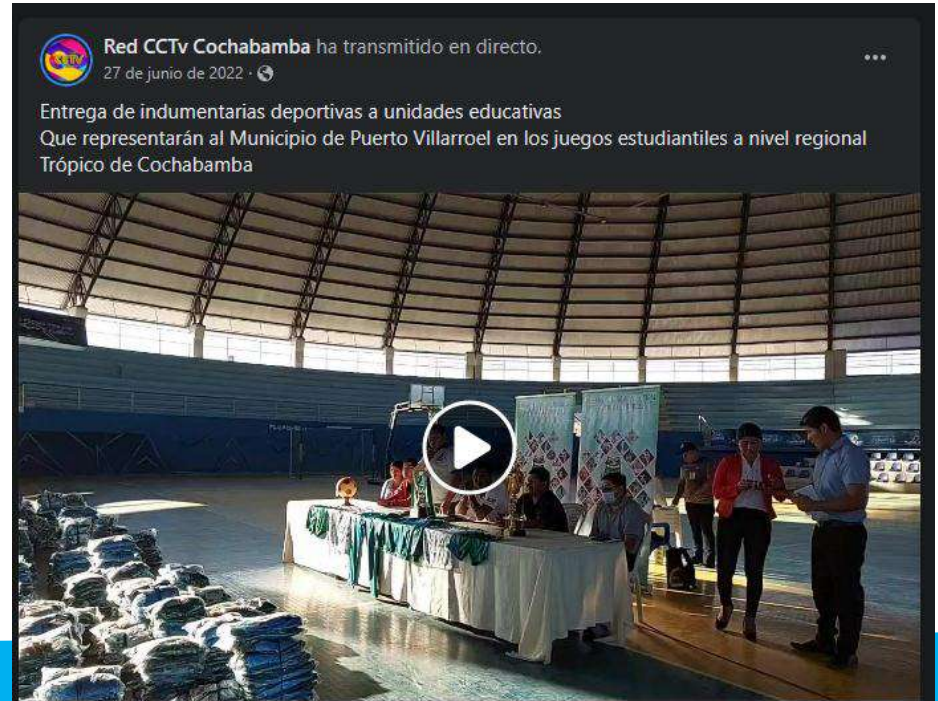 Red CCTv Cochabamba ha transmitido en directo.
27 de junio de 2022 ·
Entrega de indumentarias deportivas a unidades educativas
Que representarán al Municipio de Puerto Villarroel en los juegos estudiantiles a nivel regional
Trópico de Cochabamba
CCTV